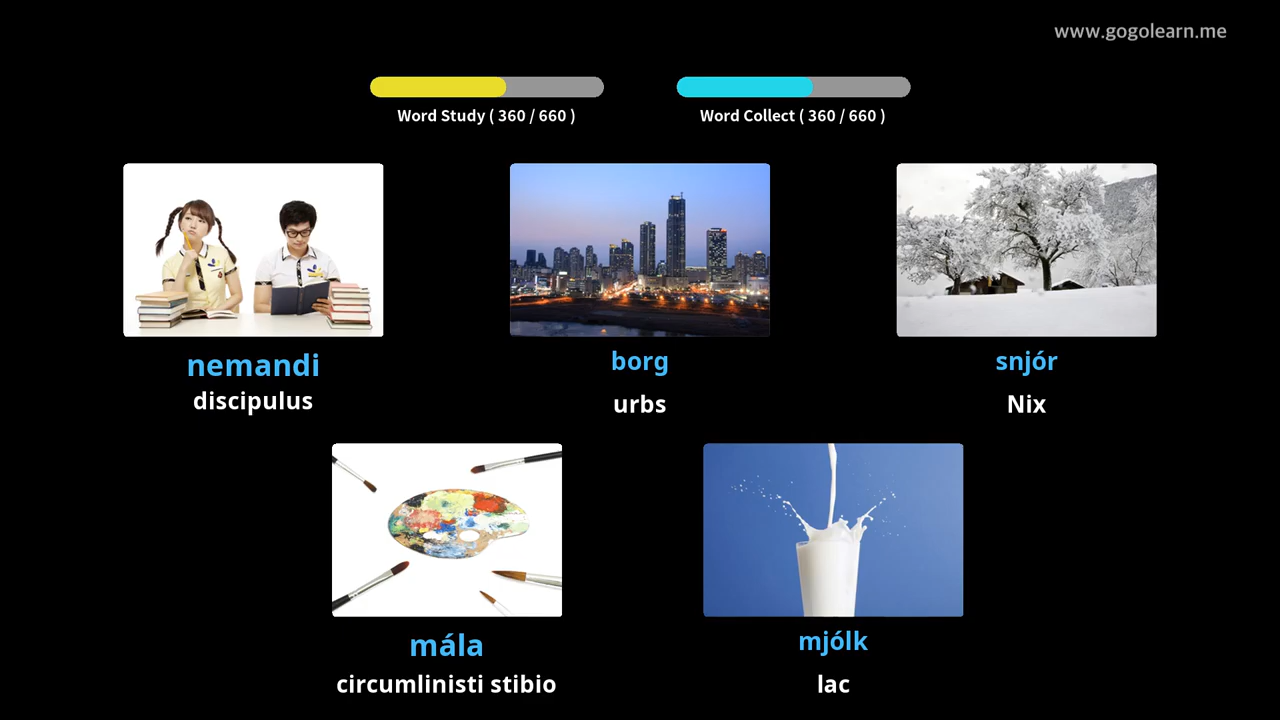 www.gogolearn.me
Word Study ( 360 / 660 )
Word Collect ( 360 / 660 )
nemandi
discipulus
borg
urbs
snjór
Nix
mála
circumlinisti stibio
mjólk
lac